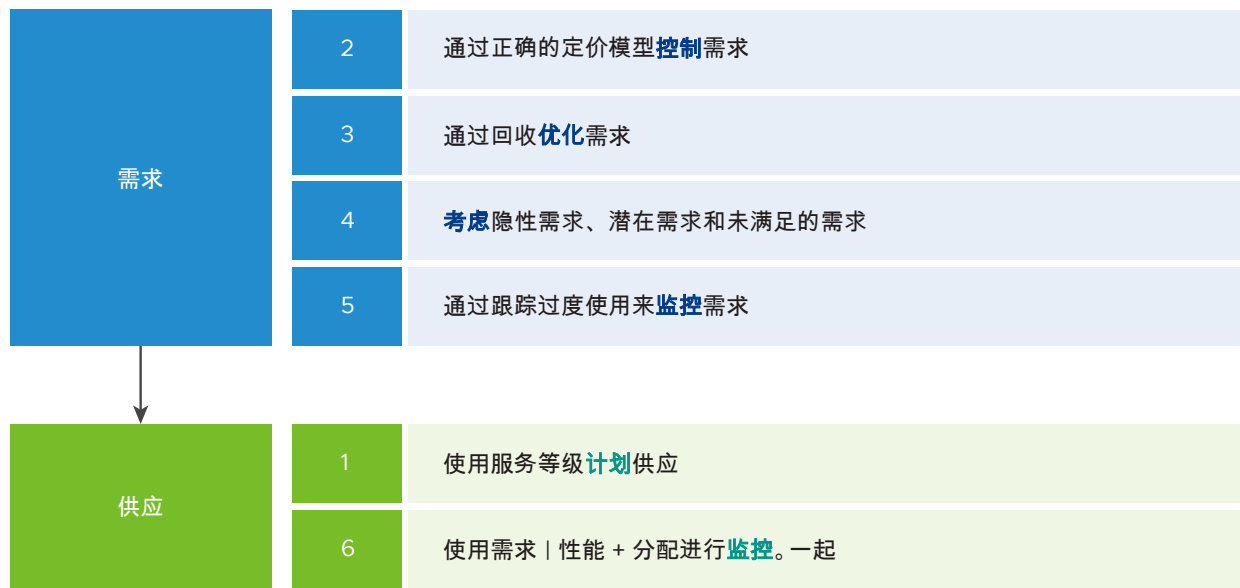 需求
2
通过正确的定价模型控制需求
3
通过回收优化需求
4
考虑隐性需求、潜在需求和未满足的需求
5
通过跟踪过度使用来监控需求
供应
1
使用服务等级计划供应
6
使用需求 | 性能 + 分配进行监控。一起